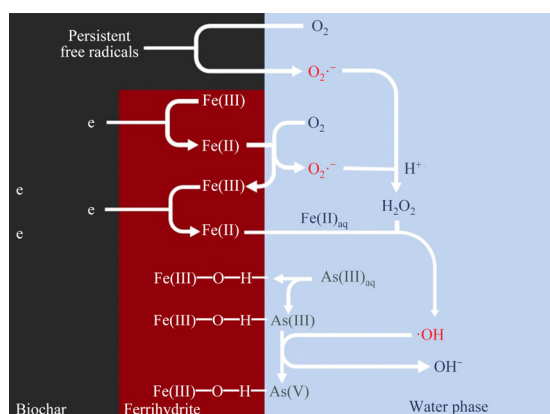 Persistent
free radicals
O₂
O₂·⁻
Fe(III)
e
Fe(II)
O₂
O₂·⁻
H⁺
Fe(III)
e
e
H₂O₂
e
Fe(II)
Fe(II)aq
Fe(III)—O—H—
As(III)aq
Fe(III)—O—H—As(III)
·OH
OH⁻
Fe(III)—O—H—As(V)
Biochar
Ferrihydrite
Water phase